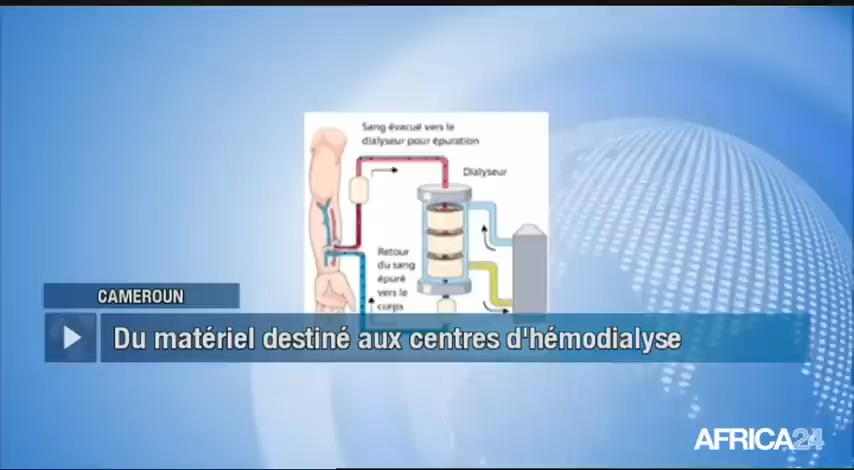 Sang évacué vers le
dialyseur pour épuration
Dialyseur
Retour
du sang
épuré
vers le
corps
CAMEROUN
Du matériel destiné aux centres d'hémodialyse
AFRICA24